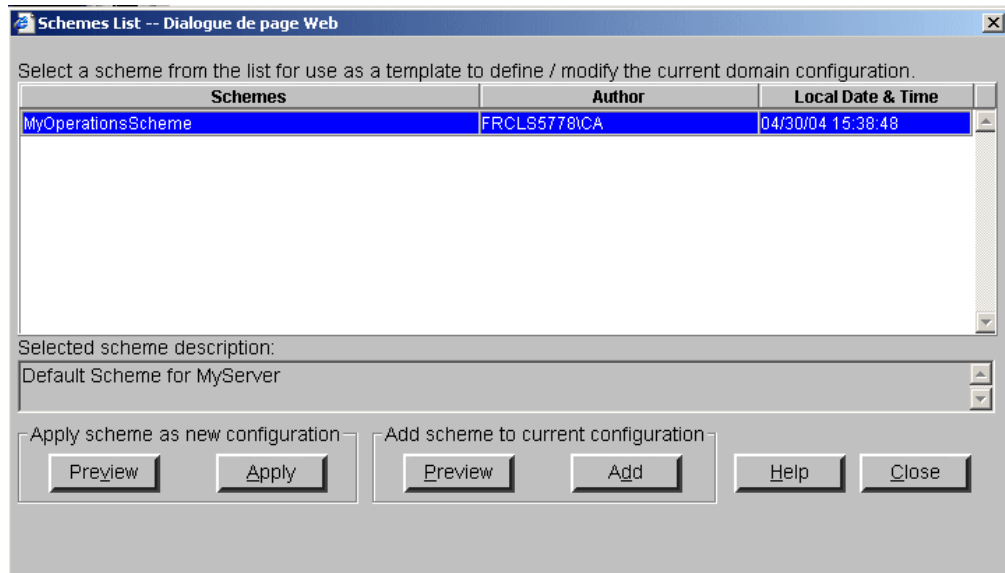 Schemes List -- Dialogue de page Web
Select a scheme from the list for use as a template to define / modify the current domain configuration.
Schemes Author Local Date & Time
MyOperationsScheme FRCLS5778\CA 04/30/04 15:38:48
Selected scheme description:
Default Scheme for MyServer
Apply scheme as new configuration Add scheme to current configuration
Preview Apply Preview Add Help Close